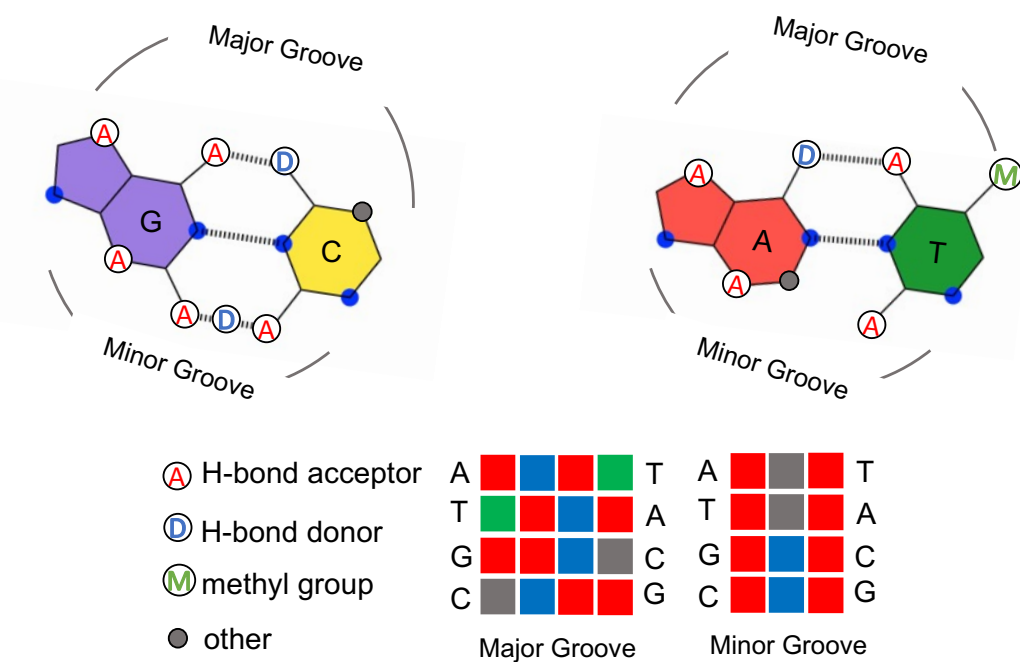 Major Groove
A
A
D
G
C
A
A
D
A
Minor Groove
Major Groove
D
A
M
A
A
T
A
A
Minor Groove
A H-bond acceptor
D H-bond donor
M methyl group
other
A T
T A
G C
C G
Major Groove
A T
T A
G C
C G
Minor Groove